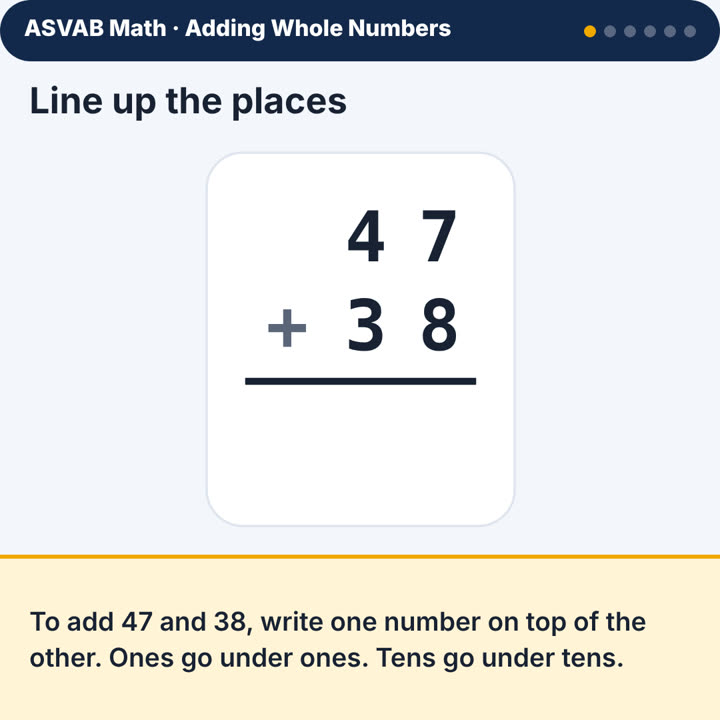 ASVAB Math · Adding Whole Numbers
Line up the places
4 7
+ 3 8
To add 47 and 38, write one number on top of the
other. Ones go under ones. Tens go under tens.